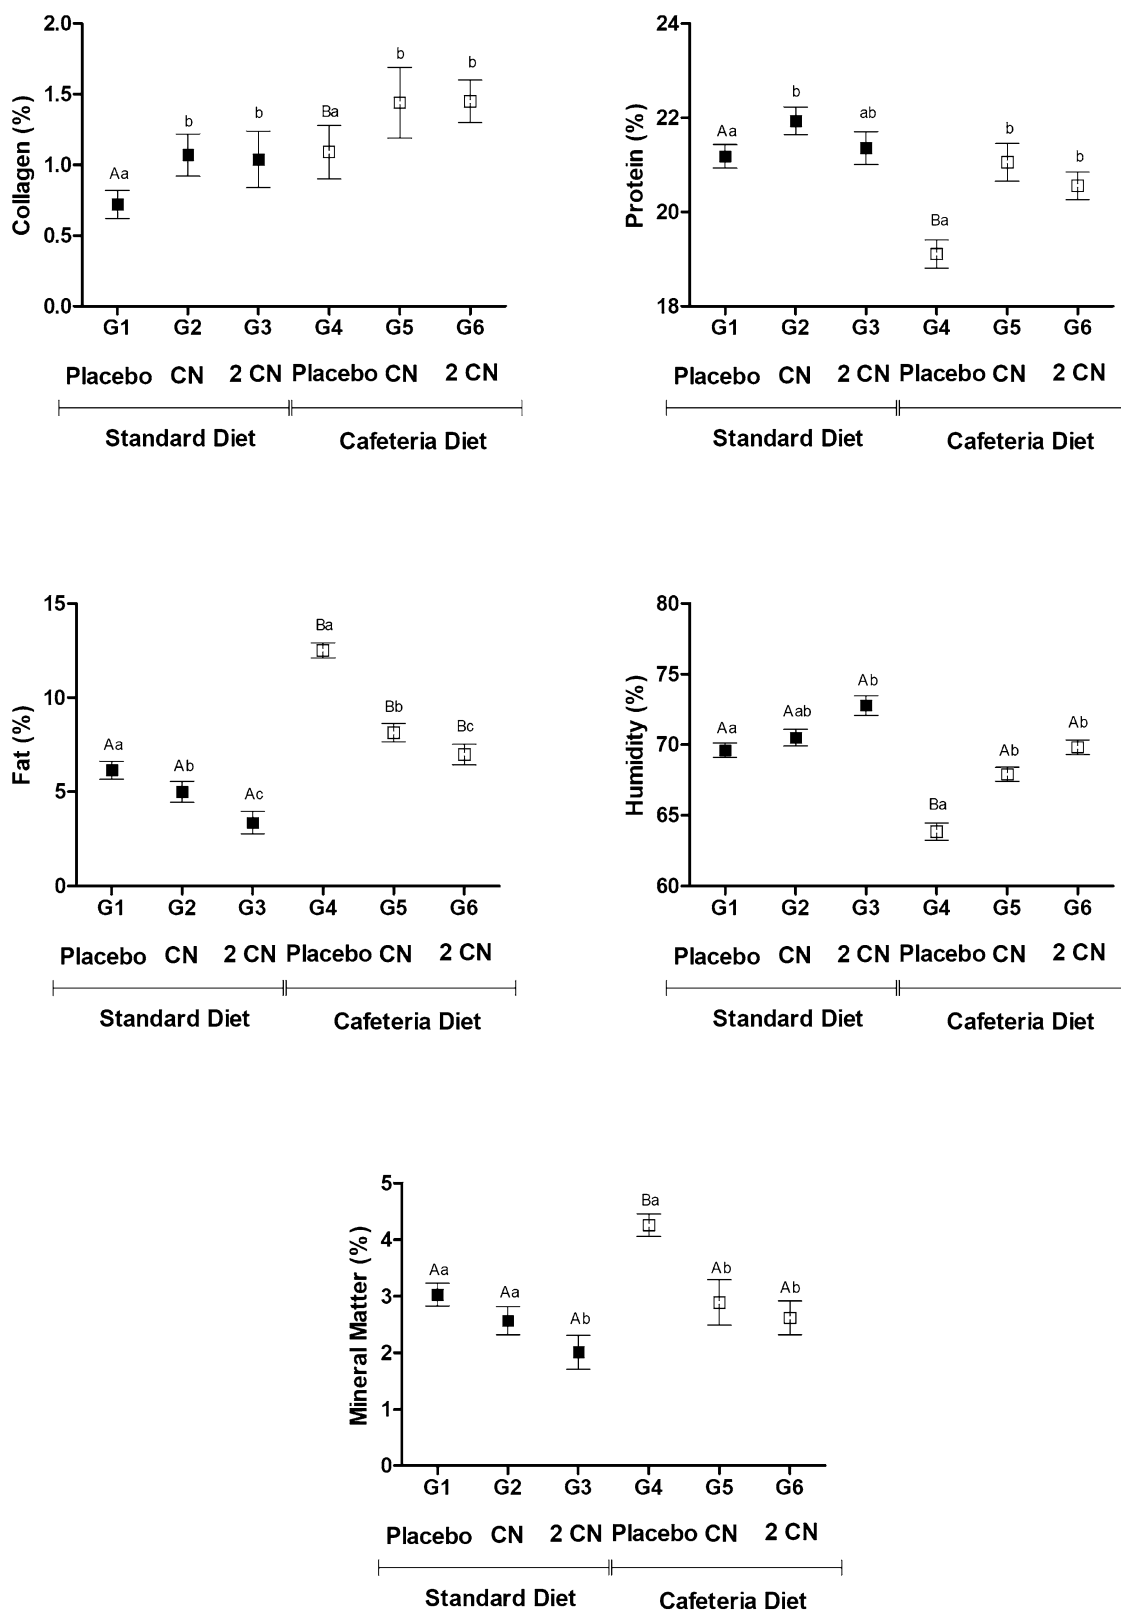 Collagen (%)
2.0
1.5
1.0
0.5
0.0
Aa
b
b
Ba
b
b
G1 G2 G3 G4 G5 G6
Placebo CN 2 CN Placebo CN 2 CN
Standard Diet Cafeteria Diet
Protein (%)
24
22
20
18
Aa
b
ab
Ba
b
b
G1 G2 G3 G4 G5 G6
Placebo CN 2 CN Placebo CN 2 CN
Standard Diet Cafeteria Diet
Fat (%)
15
10
5
0
Aa
Ab
Ac
Ba
Bb
Bc
G1 G2 G3 G4 G5 G6
Placebo CN 2 CN Placebo CN 2 CN
Standard Diet Cafeteria Diet
Humidity (%)
80
75
70
65
60
Aa
Aab
Ab
Ba
Ab
Ab
G1 G2 G3 G4 G5 G6
Placebo CN 2 CN Placebo CN 2 CN
Standard Diet Cafeteria Diet
Mineral Matter (%)
5
4
3
2
1
0
Aa
Aa
Ab
Ba
Ab
Ab
G1 G2 G3 G4 G5 G6
Placebo CN 2 CN Placebo CN 2 CN
Standard Diet Cafeteria Diet